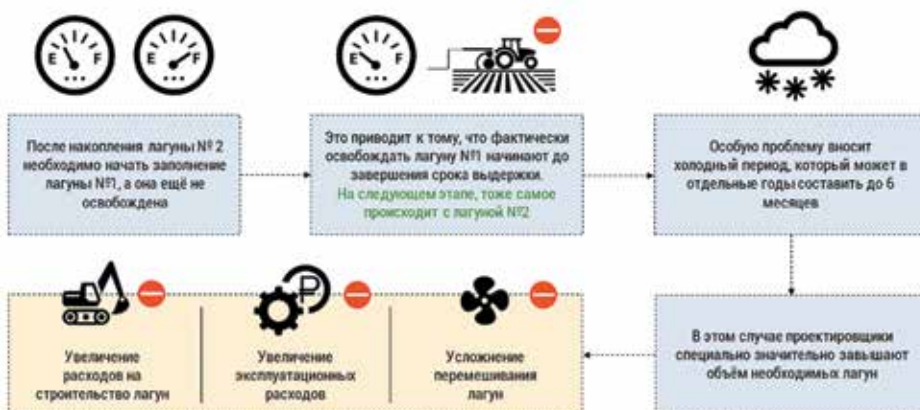 E F
E F
E F
После накопления лагуны № 2
необходимо начать заполнение
лагуны №1, а она ещё не
освобождена
Это приводит к тому, что фактически
освобождать лагуну №1 начинают до
завершения срока выдержки.
На следующем этапе, тоже самое
происходит с лагуной №2
Особую проблему вносит
холодный период, который может в
отдельные годы составить до 6
месяцев
В этом случае проектировщики
специально значительно завышают
объём необходимых лагун
Увеличение
расходов на
строительство лагун
Увеличение
эксплуатационных
расходов
Усложнение
перемешивания
лагун